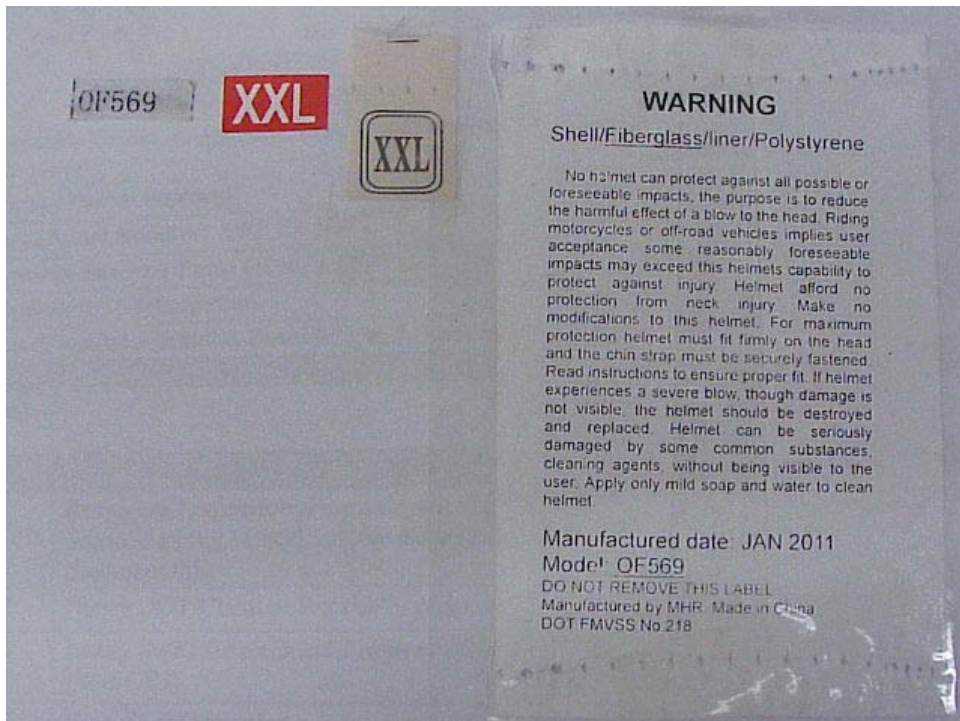 OF569
XXL
XXL
WARNING
Shell/Fiberglass/liner/Polystyrene
No helmet can protect against all possible or
foreseeable impacts, the purpose is to reduce
the harmful effect of a blow to the head. Riding
motorcycles or off-road vehicles implies user
acceptance some reasonably foreseeable
impacts may exceed this helmets capability to
protect against injury. Helmet afford no
protection from neck injury. Make no
modifications to this helmet. For maximum
protection helmet must fit firmly on the head
and the chin strap must be securely fastened.
Read instructions to ensure proper fit. If helmet
experiences a severe blow, though damage is
not visible, the helmet should be destroyed
and replaced. Helmet can be seriously
damaged by some common substances,
cleaning agents, without being visible to the
user. Apply only mild soap and water to clean
helmet.
Manufactured date: JAN 2011
Model: OF569
DO NOT REMOVE THIS LABEL
Manufactured by MHR. Made in China
DOT FMVSS No.218